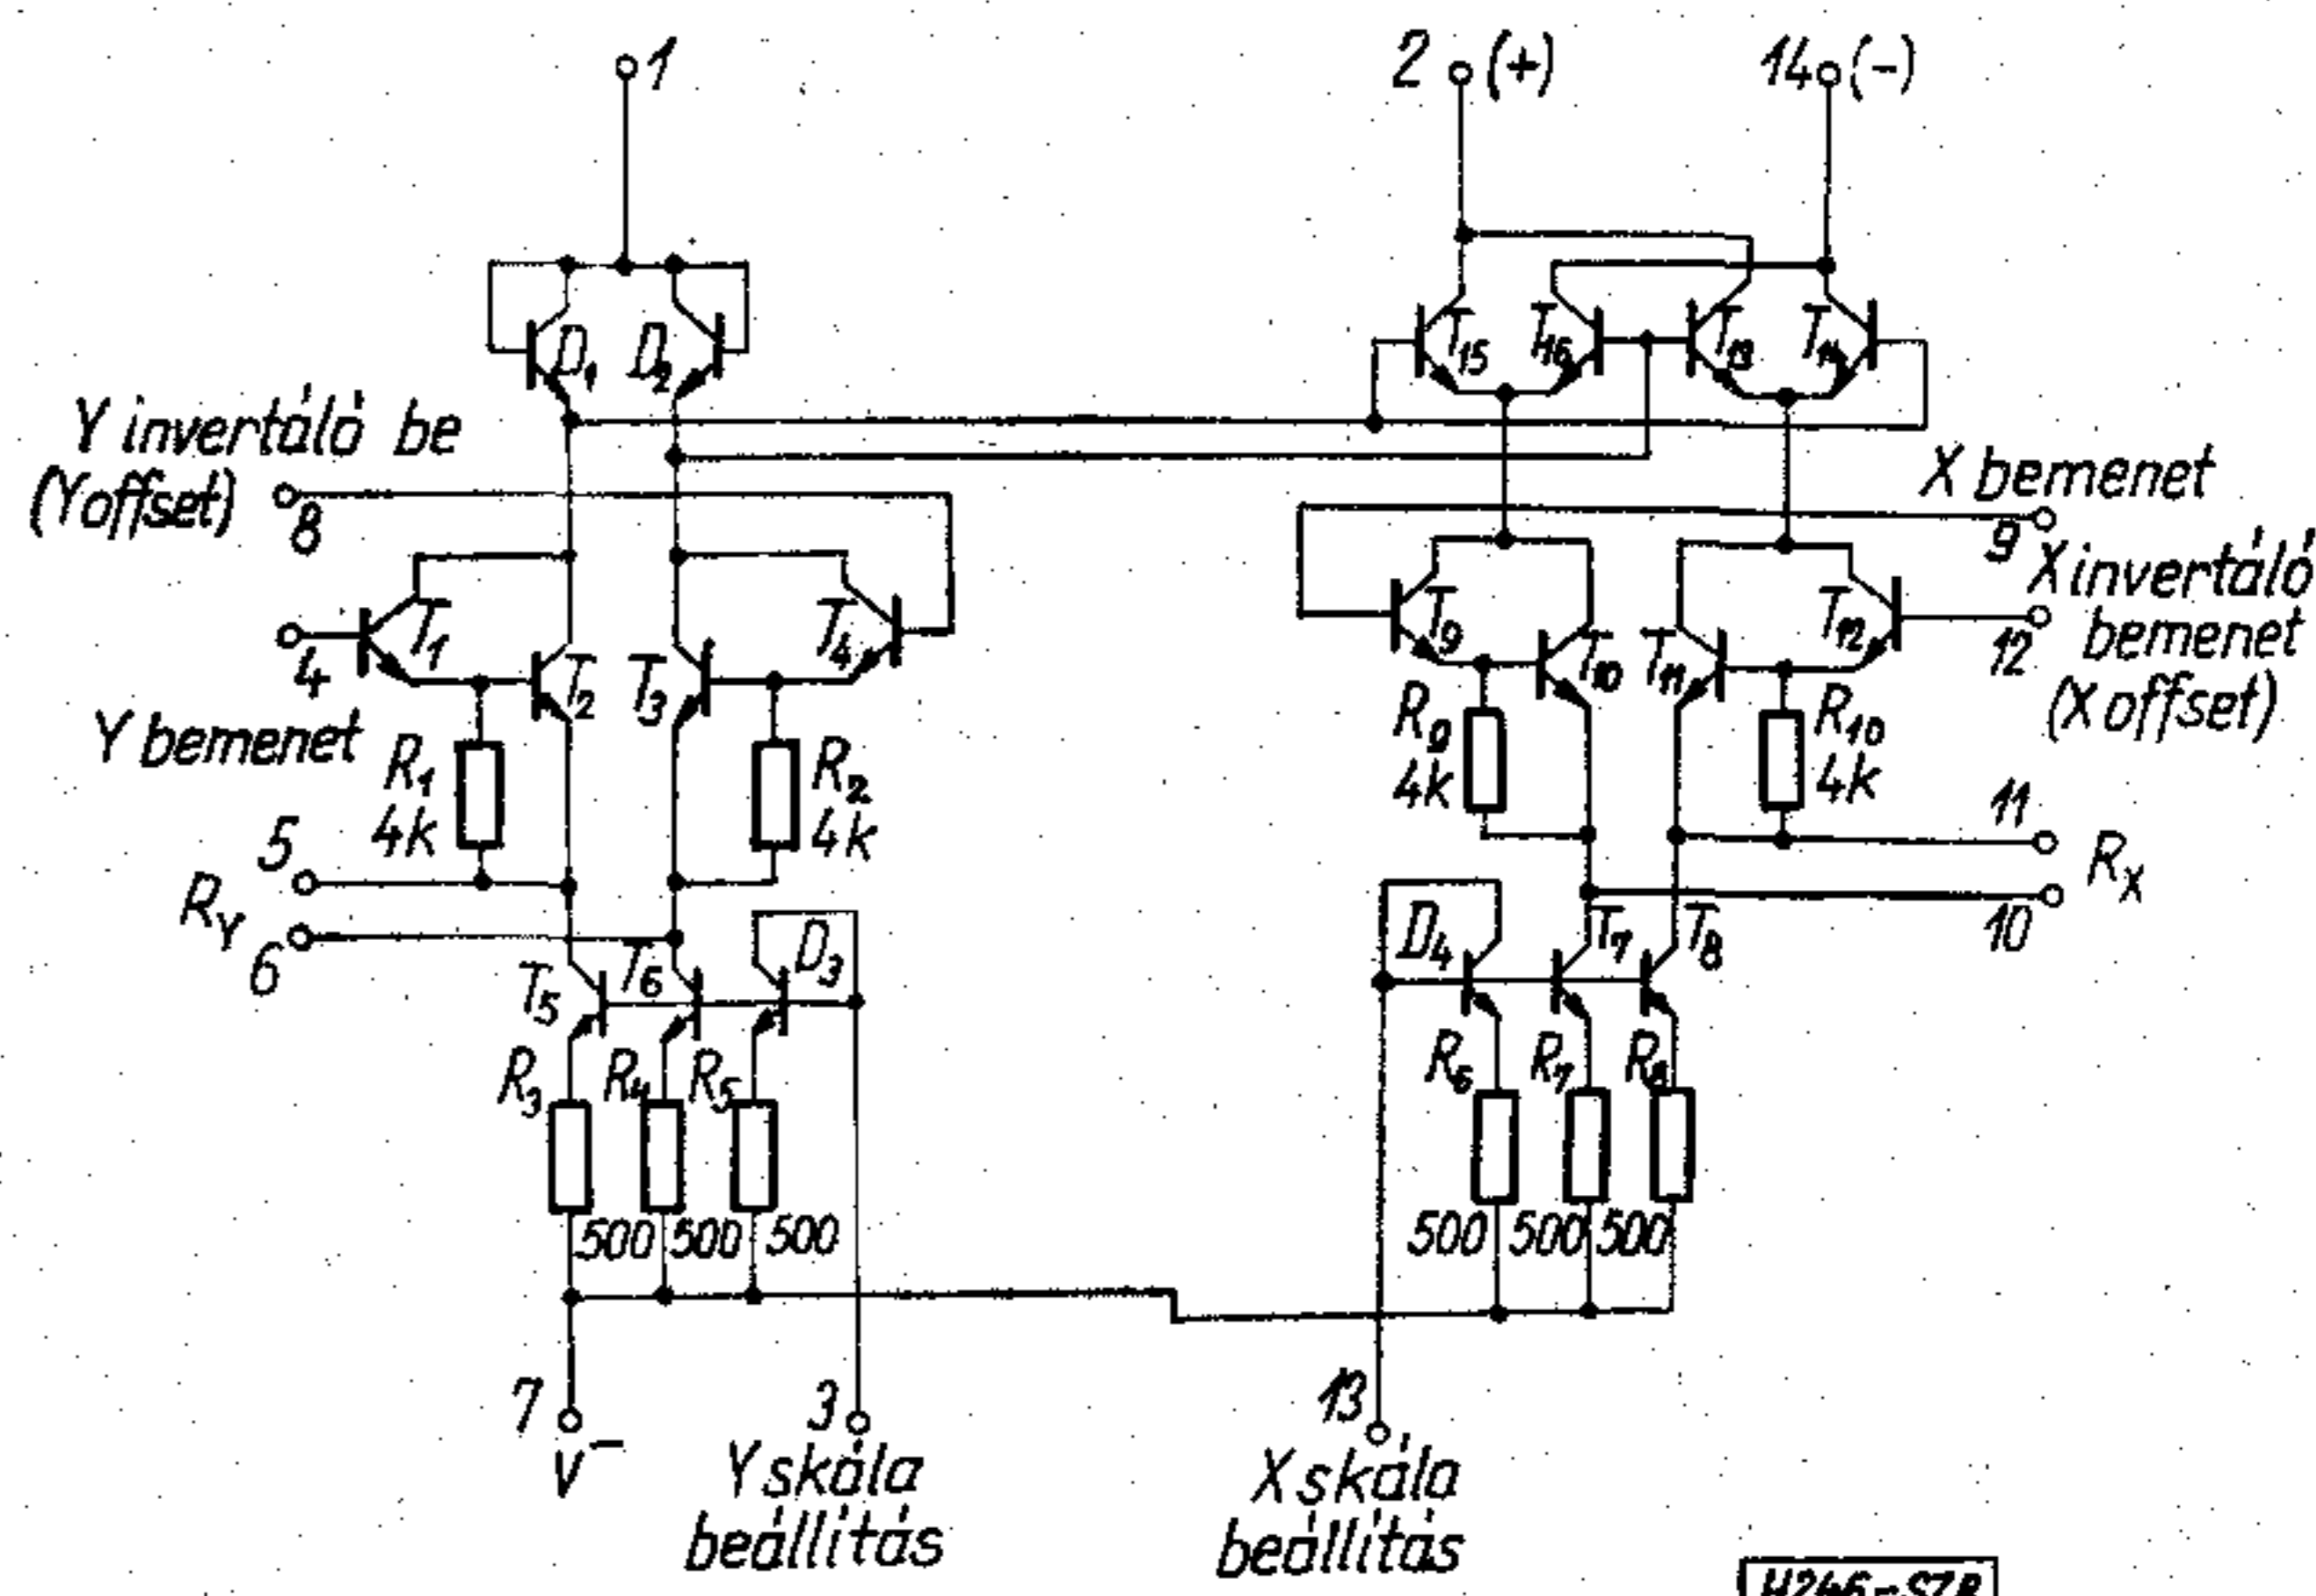 1
2 (+)
14 (-)
D1
D2
T15
T16
T13
T14
Y invertáló be
(Y offset)
8
X bemenet
9
X invertáló
bemenet
12
(X offset)
4
T1
T2
T3
T4
Y bemenet
R1
4k
R2
4k
T9
T10
T11
T12
R9
4k
R10
4k
5
RY
6
11
RX
10
T5
T6
D3
D4
T7
T8
R3
R4
R5
R6
R7
R8
500
500
500
500
500
500
7
V−
3
Y skála
beállítás
13
X skála
beállítás
H246-SZ8